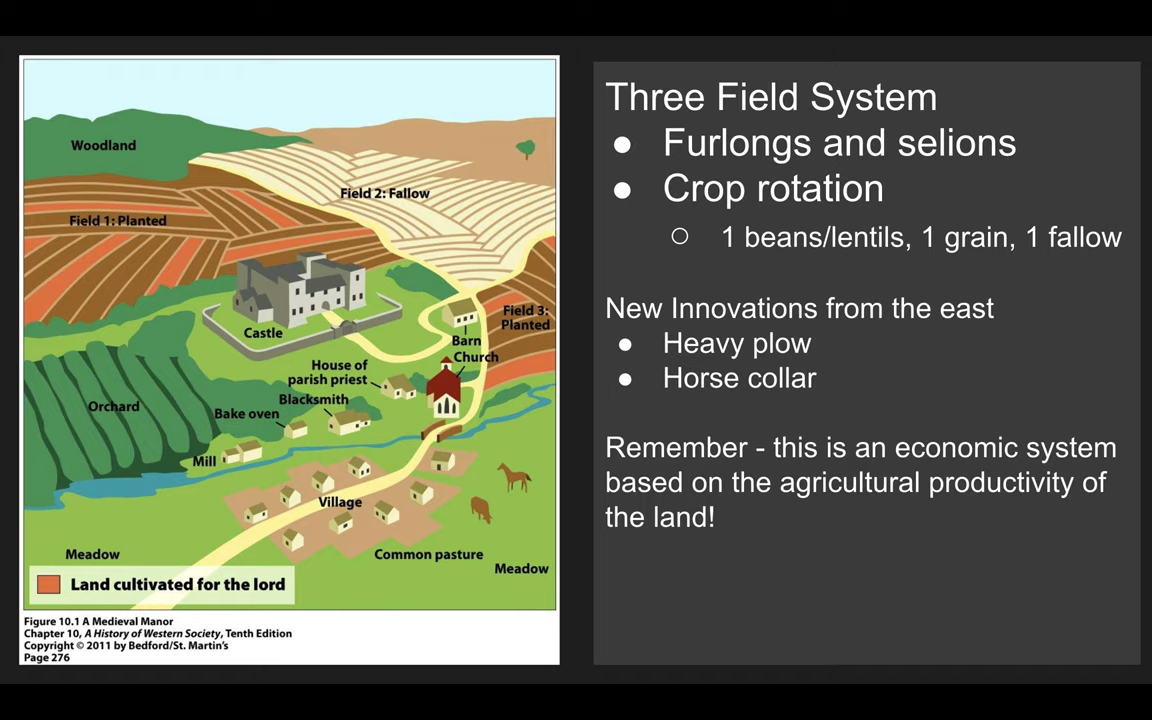 Woodland
Field 2: Fallow
Field 1: Planted
Field 3:
Planted
Castle
Barn
Church
House of
parish priest
Blacksmith
Orchard
Bake oven
Mill
Village
Meadow
Common pasture
Meadow
Land cultivated for the lord
Figure 10.1 A Medieval Manor
Chapter 10, A History of Western Society, Tenth Edition
Copyright © 2011 by Bedford/St. Martin's
Page 276
Three Field System
● Furlongs and selions
● Crop rotation
○ 1 beans/lentils, 1 grain, 1 fallow
New Innovations from the east
● Heavy plow
● Horse collar
Remember - this is an economic system
based on the agricultural productivity of
the land!